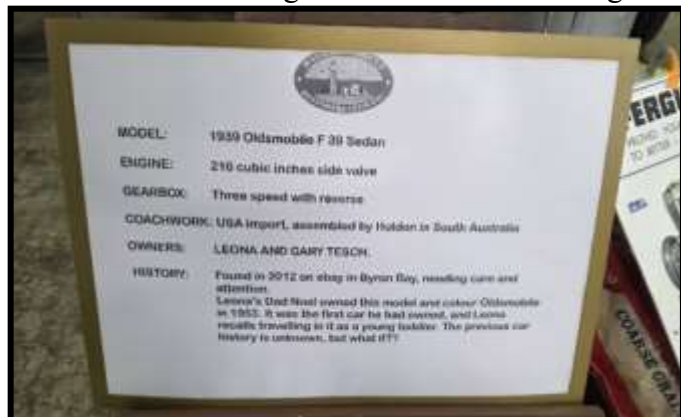 MODEL: 1939 Oldsmobile F 39 Sedan
ENGINE: 216 cubic inches side valve
GEARBOX: Three speed with reverse
COACHWORK: USA import, assembled by Holden in South Australia
OWNERS: LEONA AND GARY TESCH.
HISTORY: Found in 2012 on ebay in Byron Bay, needing care and
attention.
Leona's Dad Noel owned this model and colour Oldsmobile
in 1953. It was the first car he had owned, and Leona
recalls travelling in it as a young toddler. The previous car
history is unknown, but what if??
FERG
COARSE